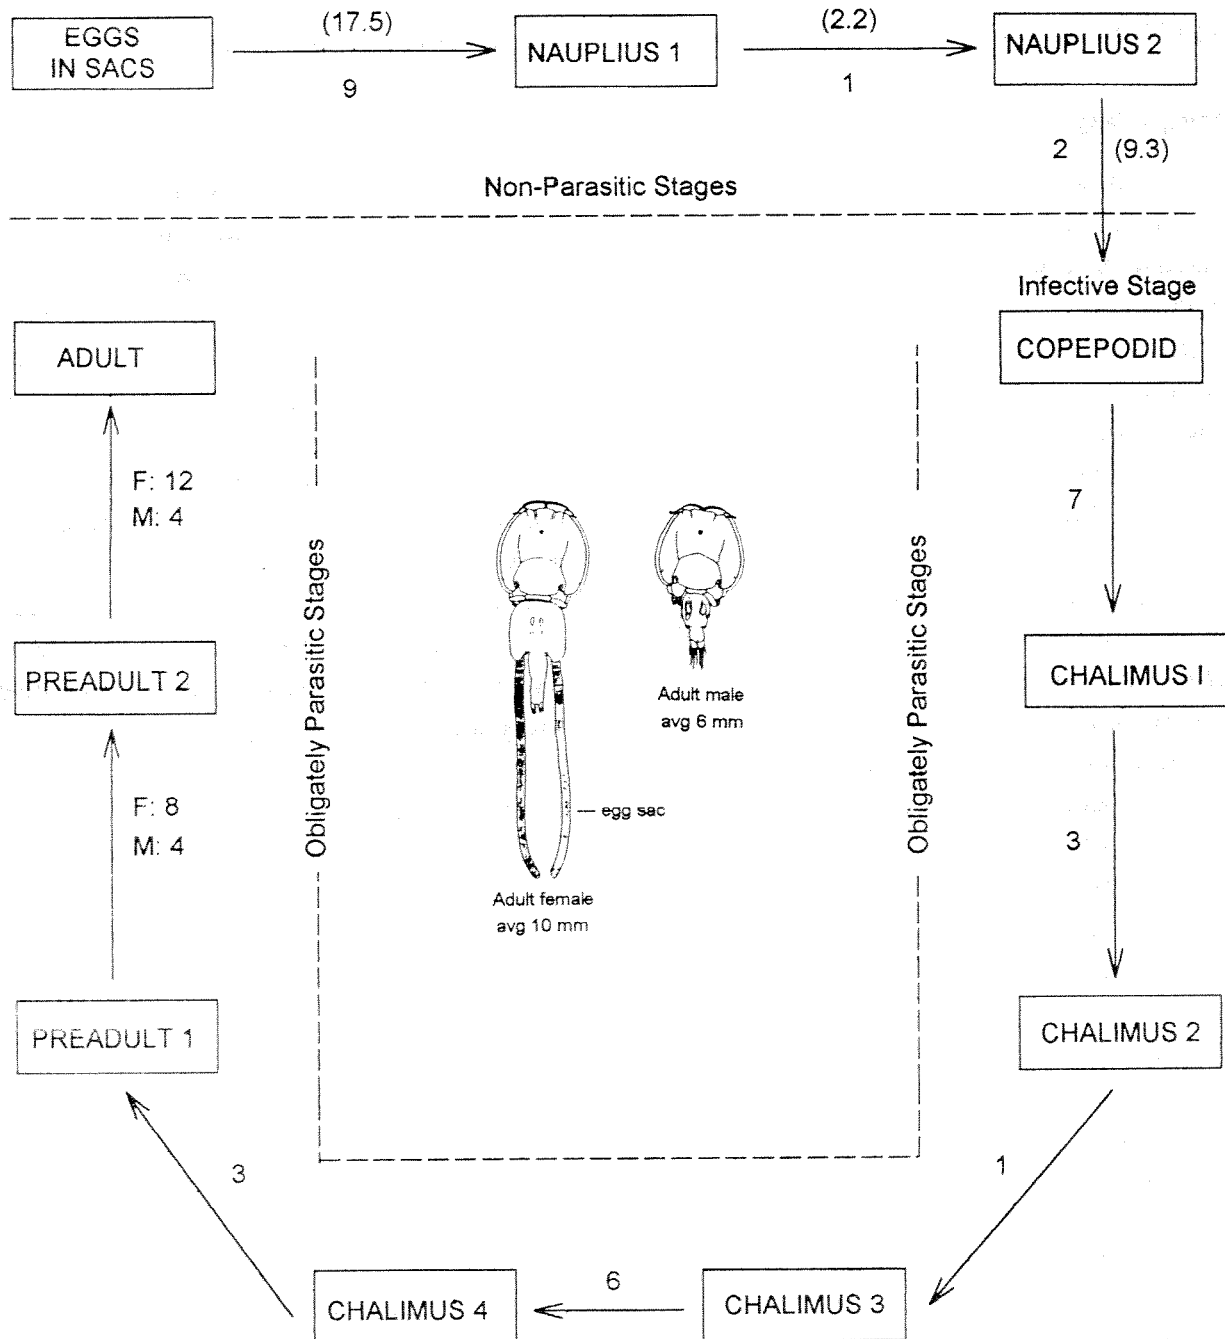 EGGS
IN SACS
(17.5)
9
NAUPLIUS 1
(2.2)
1
NAUPLIUS 2
2 (9.3)
Non-Parasitic Stages
Infective Stage
COPEPODID
7
CHALIMUS I
3
CHALIMUS 2
1
CHALIMUS 3
6
CHALIMUS 4
3
PREADULT 1
F: 8
M: 4
PREADULT 2
F: 12
M: 4
ADULT
Obligately Parasitic Stages
Obligately Parasitic Stages
Adult male
avg 6 mm
egg sac
Adult female
avg 10 mm